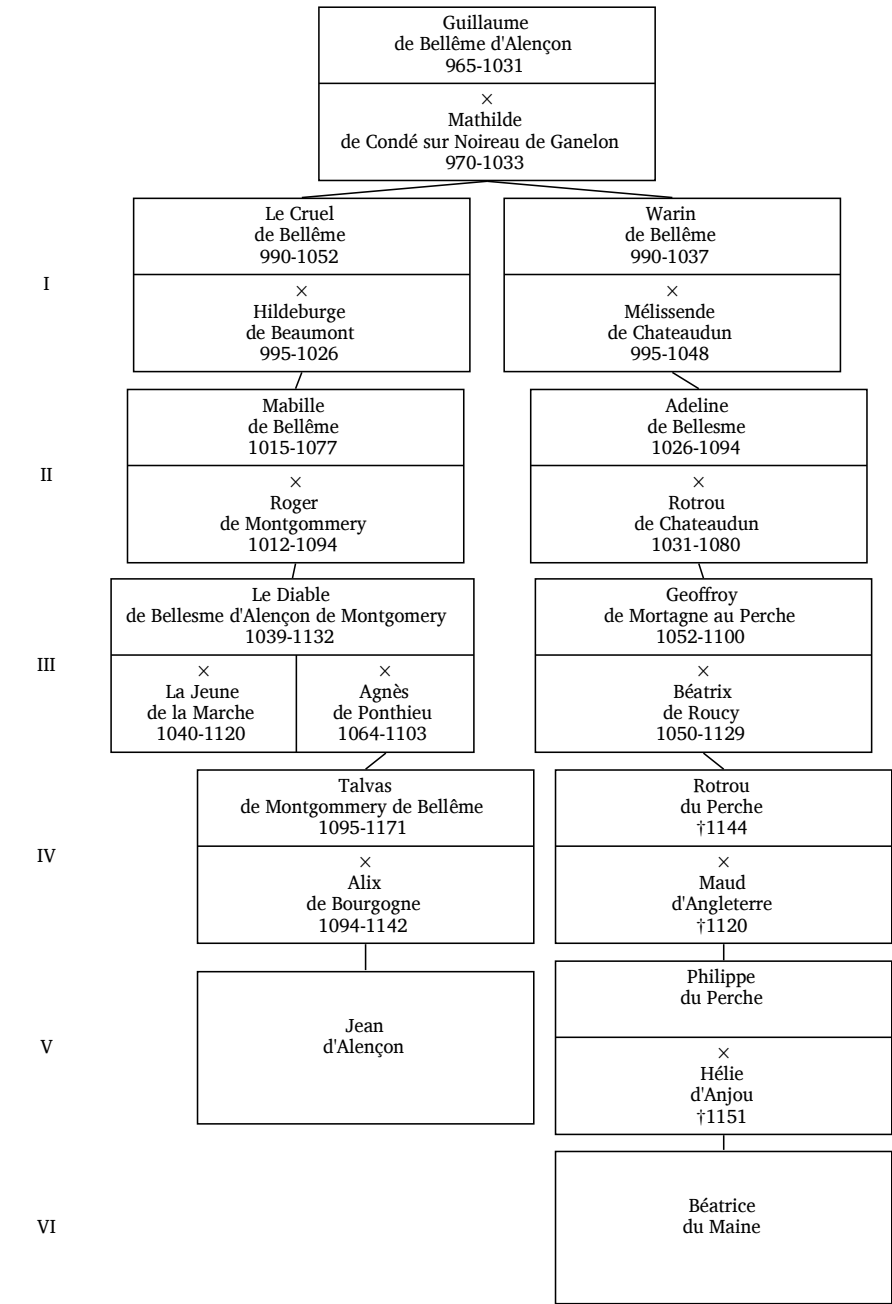 Guillaume
de Bellême d'Alençon
965-1031
×
Mathilde
de Condé sur Noireau de Ganelon
970-1033
I
Le Cruel
de Bellême
990-1052
×
Hildeburge
de Beaumont
995-1026
Warin
de Bellême
990-1037
×
Mélissende
de Chateaudun
995-1048
II
Mabille
de Bellême
1015-1077
×
Roger
de Montgommery
1012-1094
Adeline
de Bellesme
1026-1094
×
Rotrou
de Chateaudun
1031-1080
III
Le Diable
de Bellesme d'Alençon de Montgomery
1039-1132
×
La Jeune
de la Marche
1040-1120
×
Agnès
de Ponthieu
1064-1103
Geoffroy
de Mortagne au Perche
1052-1100
×
Béatrix
de Roucy
1050-1129
IV
Talvas
de Montgommery de Bellême
1095-1171
×
Alix
de Bourgogne
1094-1142
Rotrou
du Perche
†1144
×
Maud
d'Angleterre
†1120
V
Jean
d'Alençon
Philippe
du Perche
×
Hélie
d'Anjou
†1151
VI
Béatrice
du Maine